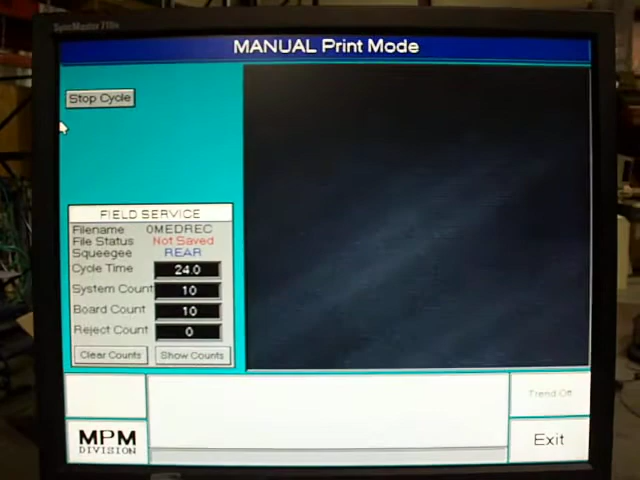 SyncMaster 710N
MANUAL Print Mode
Stop Cycle
FIELD SERVICE
Filename 0MEDREC
File Status Not Saved
Squeegee REAR
Cycle Time 24.0
System Count 10
Board Count 10
Reject Count 0
Clear Counts Show Counts
Trend Off
MPM
DIVISION
Exit